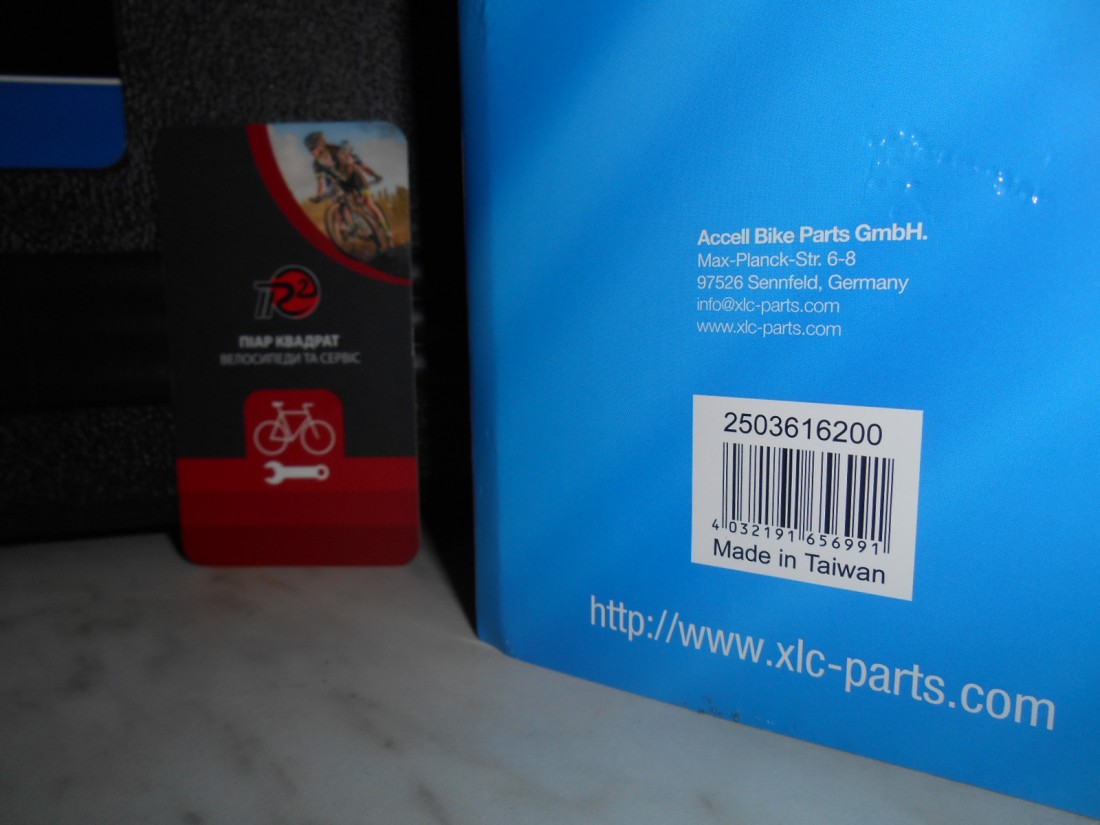 ПІАР КВАДРАТ
ВЕЛОСИПЕДИ ТА СЕРВІС
Accell Bike Parts GmbH.
Max-Planck-Str. 6-8
97526 Sennfeld, Germany
info@xlc-parts.com
www.xlc-parts.com
2503616200
4 032191 656991
Made in Taiwan
http://www.xlc-parts.com